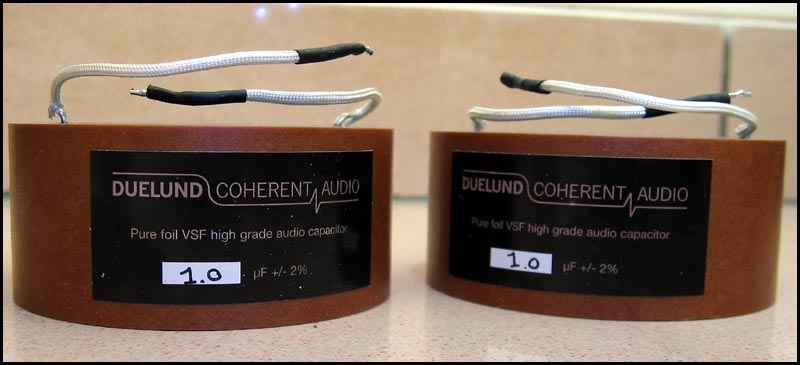 DUELUND COHERENT AUDIO
Pure foil VSF high grade audio capacitor
1.0 µF +/- 2%
DUELUND COHERENT AUDIO
Pure foil VSF high grade audio capacitor
1.0 µF +/- 2%